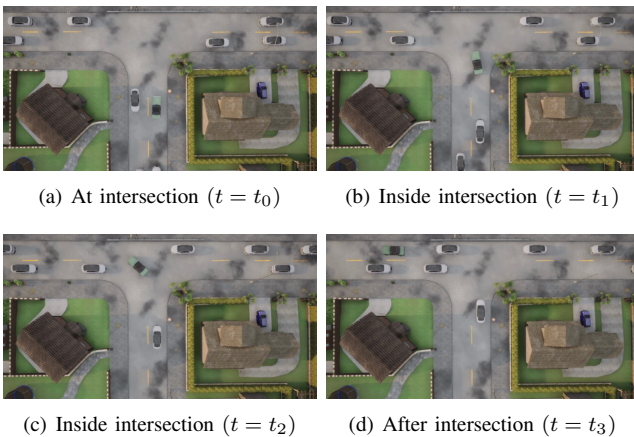 (a) At intersection (t = t₀)
(b) Inside intersection (t = t₁)
(c) Inside intersection (t = t₂)
(d) After intersection (t = t₃)